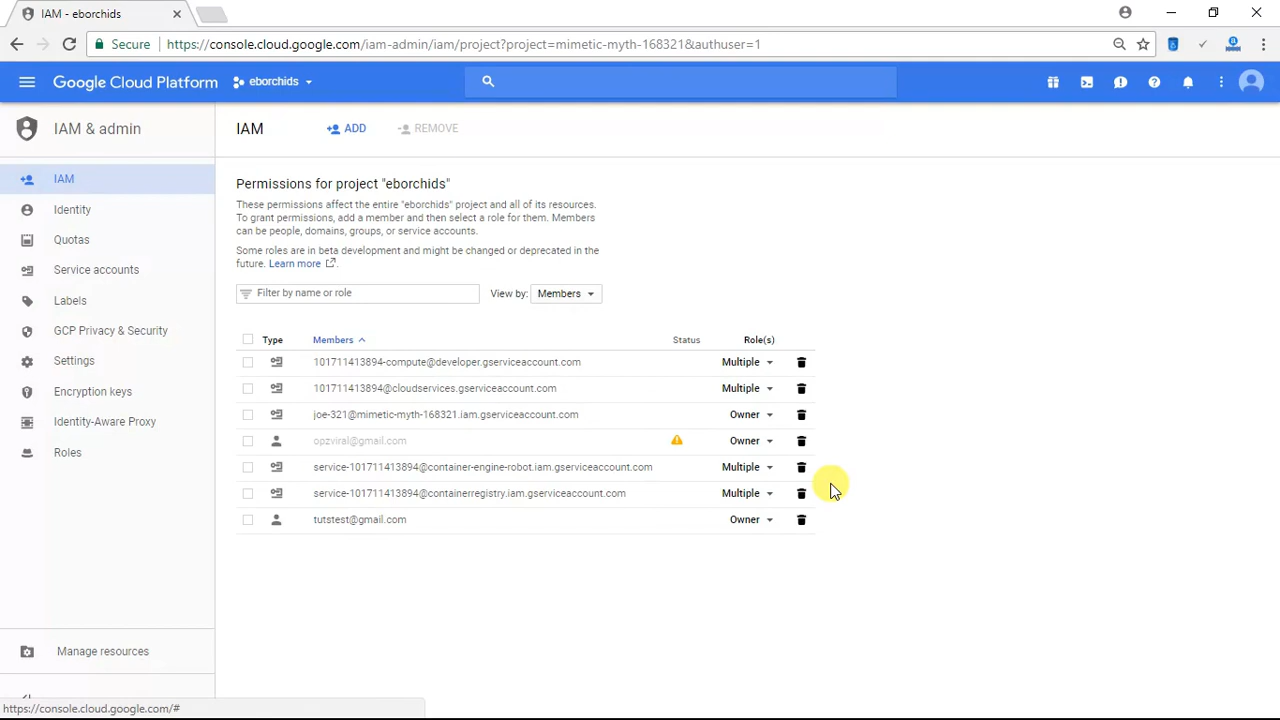 IAM - eborchids
Secure
https://console.cloud.google.com/iam-admin/iam/project?project=mimetic-myth-168321&authuser=1
Google Cloud Platform
eborchids
IAM & admin
IAM
ADD
REMOVE
IAM
Identity
Quotas
Service accounts
Labels
GCP Privacy & Security
Settings
Encryption keys
Identity-Aware Proxy
Roles
Manage resources
Permissions for project "eborchids"
These permissions affect the entire "eborchids" project and all of its resources.
To grant permissions, add a member and then select a role for them. Members
can be people, domains, groups, or service accounts.
Some roles are in beta development and might be changed or deprecated in the
future. Learn more.
Filter by name or role
View by: Members
Type Members Status Role(s)
101711413894-compute@developer.gserviceaccount.com Multiple
101711413894@cloudservices.gserviceaccount.com Multiple
joe-321@mimetic-myth-168321.iam.gserviceaccount.com Owner
opzviral@gmail.com Owner
service-101711413894@container-engine-robot.iam.gserviceaccount.com Multiple
service-101711413894@containerregistry.iam.gserviceaccount.com Multiple
tutstest@gmail.com Owner
https://console.cloud.google.com/#